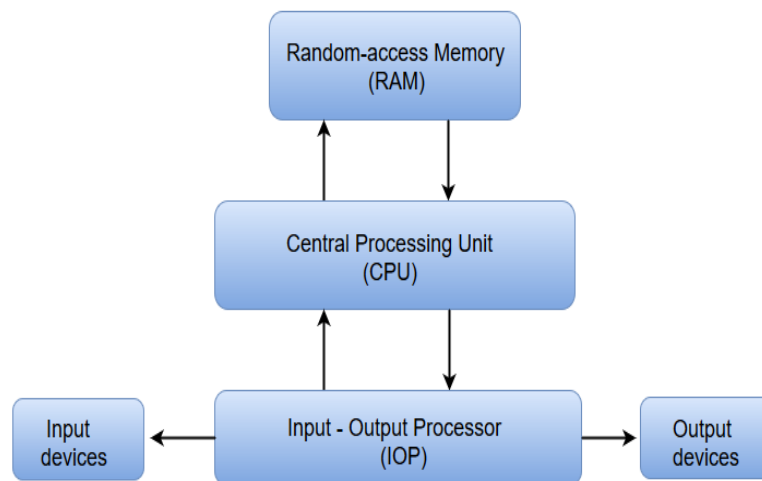 Random-access Memory
(RAM)
Central Processing Unit
(CPU)
Input
devices
Input - Output Processor
(IOP)
Output
devices